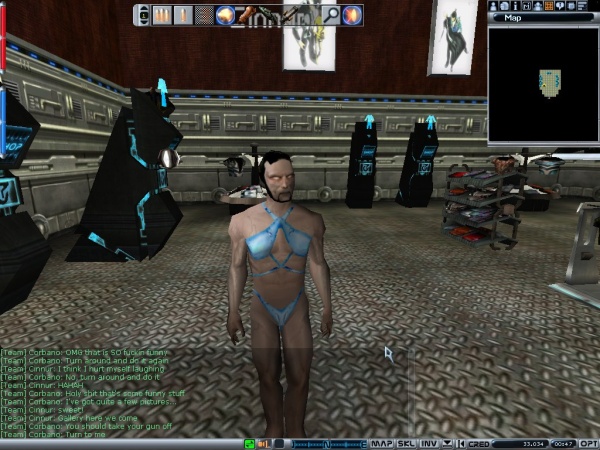 Map
[Team] Corbano: OMG that is SO fuckin funny
[Team] Corbano: Turn around and do it again
[Team] Cinnur: I think I hurt myself laughing
[Team] Corbano: No, turn around and do it
[Team] Cinnur: HAHAH
[Team] Corbano: Holy shit that's some funny stuff
[Team] Corbano: I've got quite a few pictures...
[Team] Cinnur: sweet!
[Team] Cinnur: Gallery here we come
[Team] Corbano: You should take your gun off
[Team] Corbano: Turn to me
N E MAP SKL INV CRED 33,034 00:47 OPT